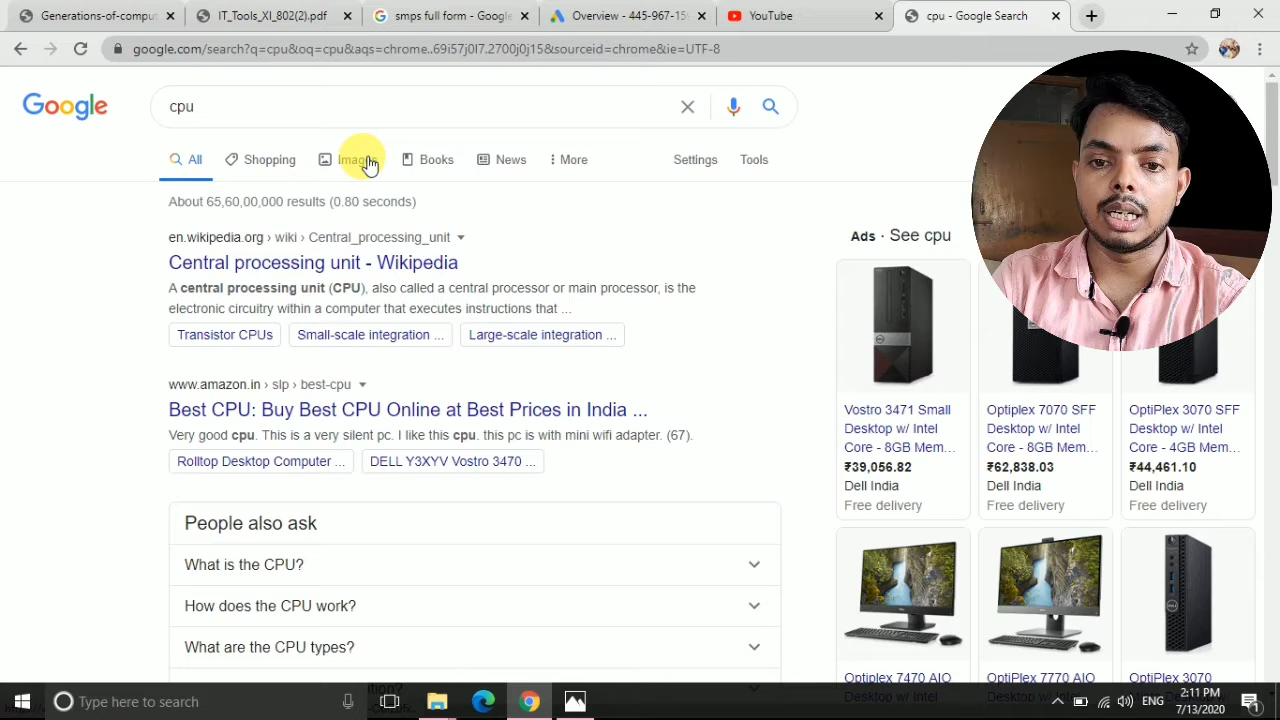 Generations-of-comput
IT_Tools_XI_802(2).pdf
smps full form - Google
Overview - 445-967-15
YouTube
cpu - Google Search
google.com/search?q=cpu&oq=cpu&aqs=chrome..69i57j0l7.2700j0j15&sourceid=chrome&ie=UTF-8
Google
cpu
All Shopping Images Books News More Settings Tools
About 65,60,00,000 results (0.80 seconds)
en.wikipedia.org › wiki › Central_processing_unit
Central processing unit - Wikipedia
A central processing unit (CPU), also called a central processor or main processor, is the
electronic circuitry within a computer that executes instructions that ...
Transistor CPUs Small-scale integration ... Large-scale integration ...
www.amazon.in › slp › best-cpu
Best CPU: Buy Best CPU Online at Best Prices in India ...
Very good cpu. This is a very silent pc. I like this cpu. this pc is with mini wifi adapter. (67).
Rolltop Desktop Computer ... DELL Y3XYV Vostro 3470 ...
People also ask
What is the CPU?
How does the CPU work?
What are the CPU types?
Ads · See cpu
Vostro 3471 Small
Desktop w/ Intel
Core - 8GB Mem...
₹39,056.82
Dell India
Free delivery
Optiplex 7070 SFF
Desktop w/ Intel
Core - 8GB Mem...
₹62,838.03
Dell India
Free delivery
OptiPlex 3070 SFF
Desktop w/ Intel
Core - 4GB Mem...
₹44,461.10
Dell India
Free delivery
OptiPlex 7470 AIO
Desktop w/ Intel
OptiPlex 7770 AIO
Desktop w/ Intel
OptiPlex 3070
Type here to search
ENG
2:11 PM
7/13/2020
1